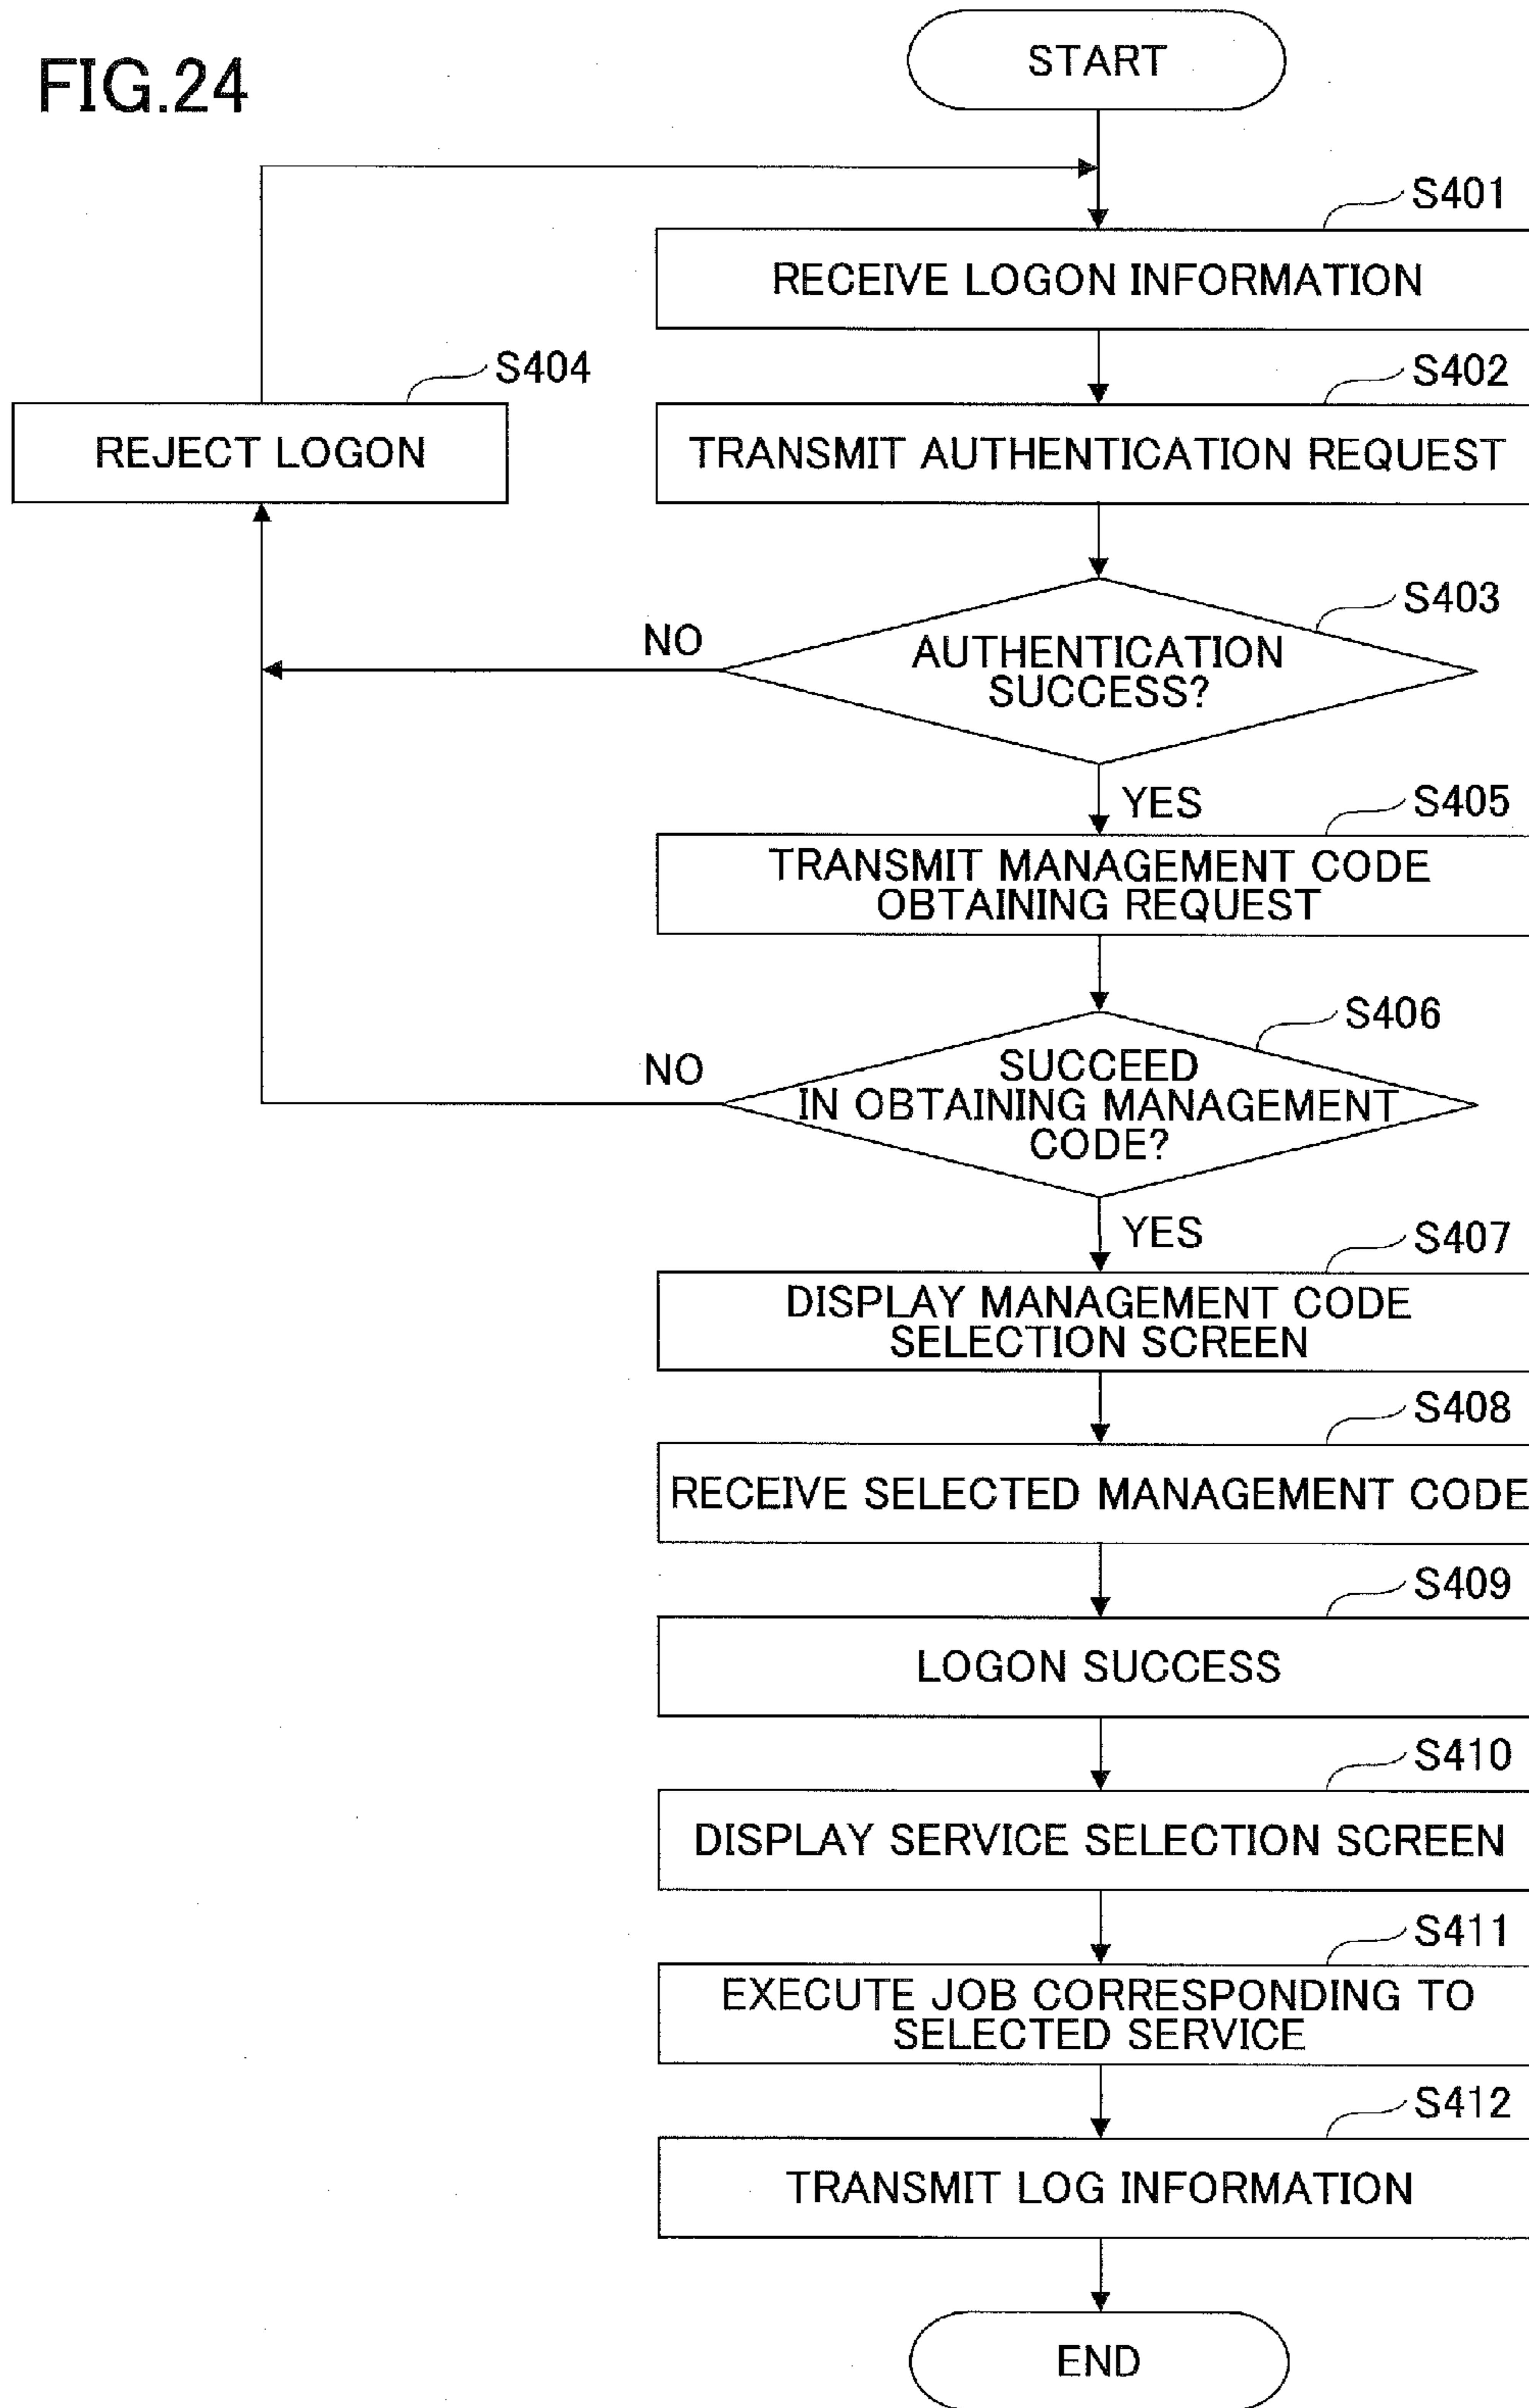 FIG.24
START
S401
RECEIVE LOGON INFORMATION
S404
REJECT LOGON
S402
TRANSMIT AUTHENTICATION REQUEST
S403
NO
AUTHENTICATION
SUCCESS?
YES
S405
TRANSMIT MANAGEMENT CODE
OBTAINING REQUEST
S406
NO
SUCCEED
IN OBTAINING MANAGEMENT
CODE?
YES
S407
DISPLAY MANAGEMENT CODE
SELECTION SCREEN
S408
RECEIVE SELECTED MANAGEMENT CODE
S409
LOGON SUCCESS
S410
DISPLAY SERVICE SELECTION SCREEN
S411
EXECUTE JOB CORRESPONDING TO
SELECTED SERVICE
S412
TRANSMIT LOG INFORMATION
END